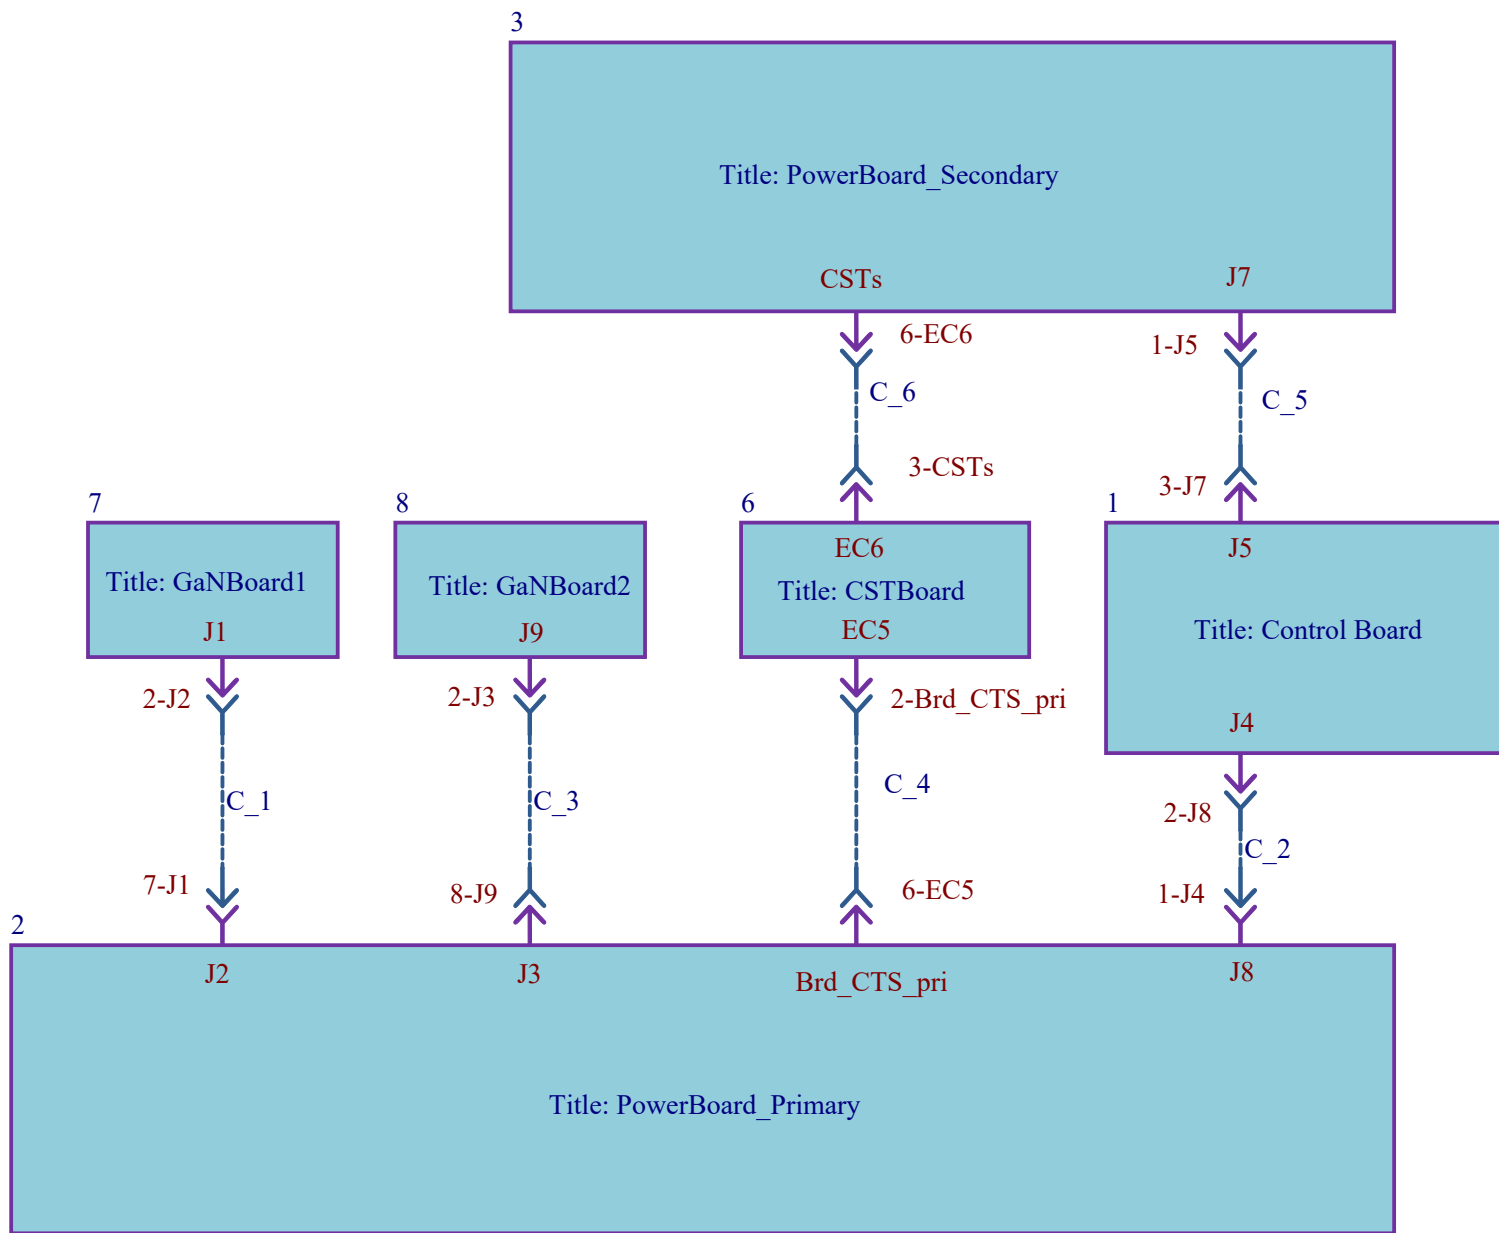 3
Title: PowerBoard_Secondary
CSTs
J7
6-EC6
1-J5
C_6
C_5
3-CSTs
3-J7
7
8
6
1
EC6
J5
Title: GaNBoard1
Title: GaNBoard2
Title: CSTBoard
J1
J9
EC5
Title: Control Board
2-J2
2-J3
2-Brd_CTS_pri
J4
C_1
C_3
C_4
2-J8
C_2
7-J1
8-J9
6-EC5
1-J4
2
J2
J3
Brd_CTS_pri
J8
Title: PowerBoard_Primary